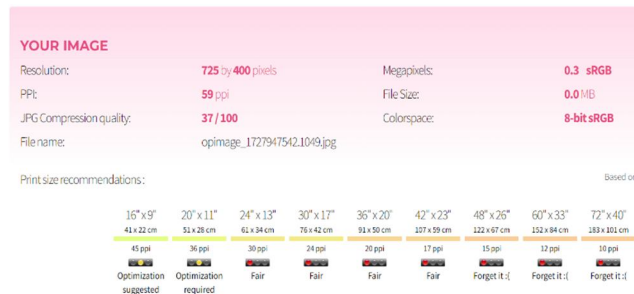 YOUR IMAGE
Resolution: 725 by 400 pixels Megapixels: 0.3 sRGB
PPI: 59 ppi File Size: 0.0 MB
JPG Compression quality: 37 / 100 Colorspace: 8-bit sRGB
File name: opimage_1727947542.1049.jpg
Print size recommendations: Based on
16" x 9" 20" x 11" 24" x 13" 30" x 17" 36" x 20" 42" x 23" 48" x 26" 60" x 33" 72" x 40"
41 x 22 cm 51 x 28 cm 61 x 34 cm 76 x 42 cm 91 x 50 cm 107 x 59 cm 122 x 67 cm 152 x 84 cm 183 x 101 cm
45 ppi 36 ppi 30 ppi 24 ppi 20 ppi 17 ppi 15 ppi 12 ppi 10 ppi
Optimization Optimization Fair Fair Fair Fair Forget it :( Forget it :( Forget it :(
suggested required